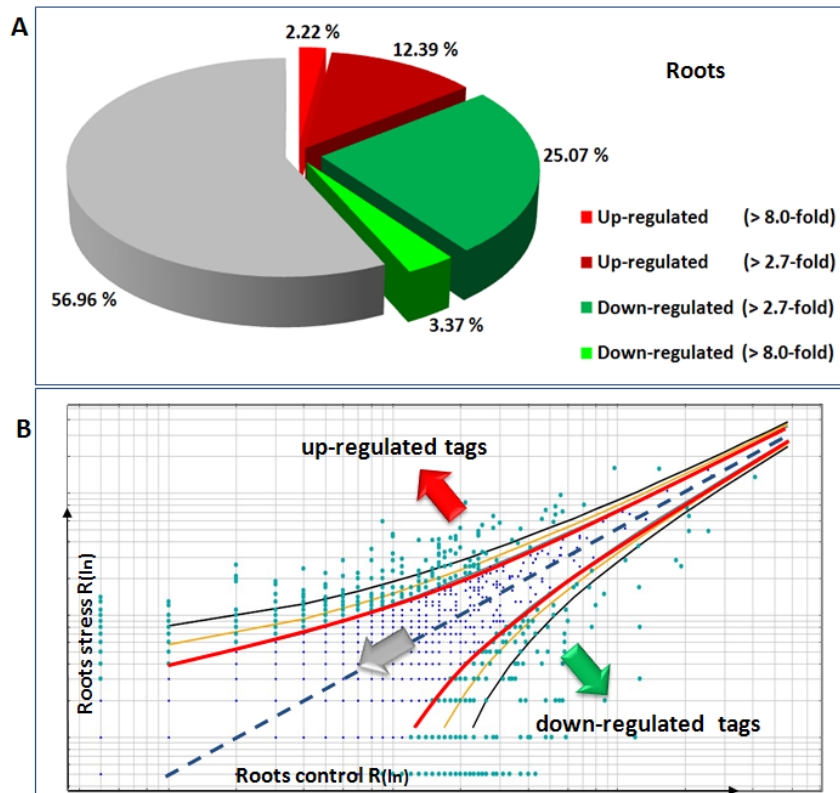 A
2.22 %
12.39 %
Roots
25.07 %
Up-regulated (> 8.0-fold)
Up-regulated (> 2.7-fold)
56.96 %
Down-regulated (> 2.7-fold)
3.37 %
Down-regulated (> 8.0-fold)
B
up-regulated tags
Roots stress R(ln)
down-regulated tags
Roots control R(ln)